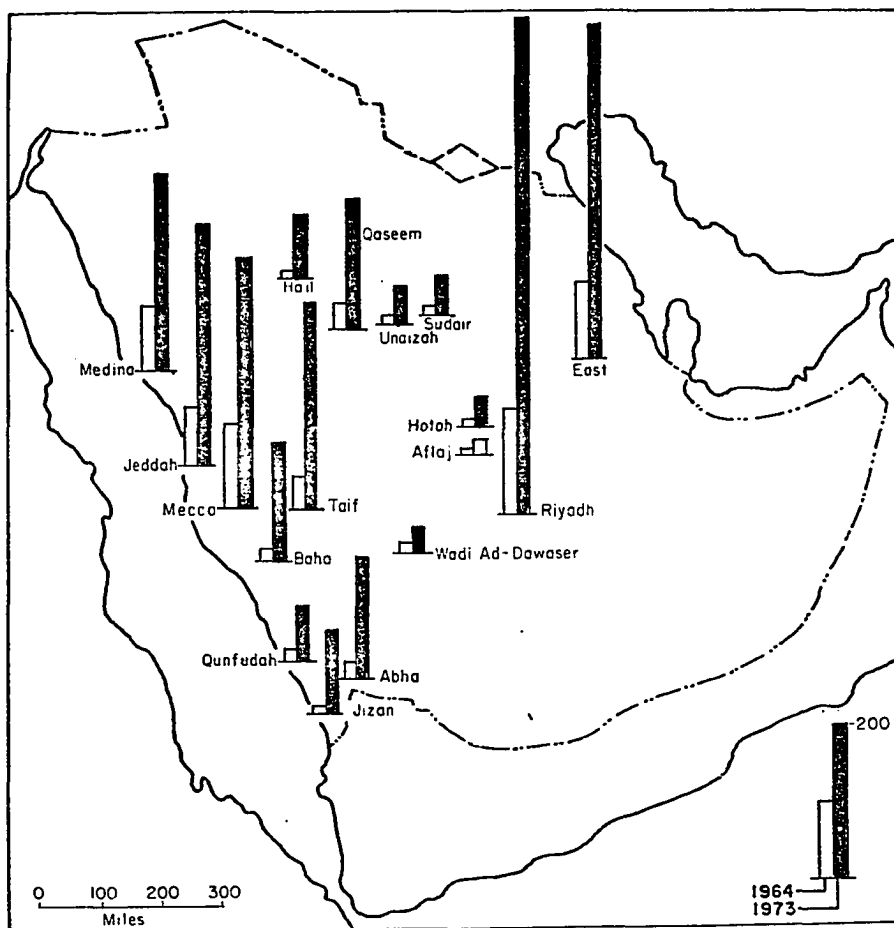 Qaseem
Hail
Unaizah
Sudair
Medina
East
Hotah
Aflaj
Jeddah
Mecca
Taif
Riyadh
Baha
Wadi Ad-Dawaser
Qunfudah
Abha
Jizan
200
0 100 200 300
Miles
1964
1973